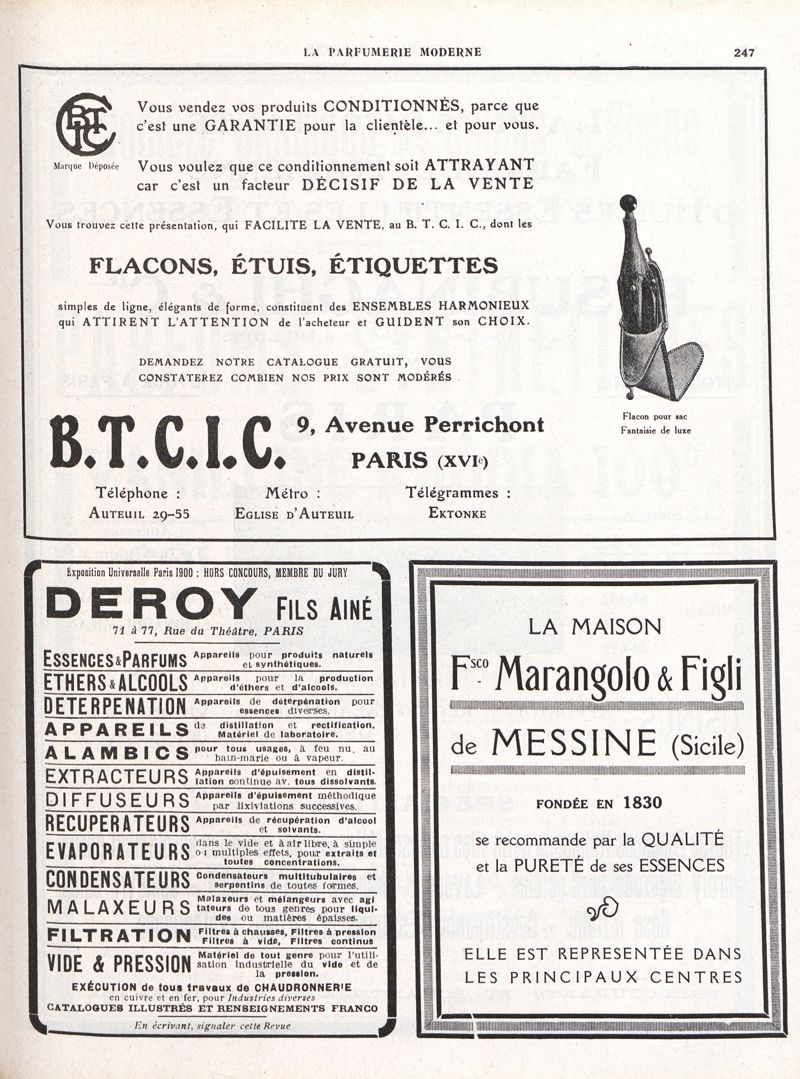 LA PARFUMERIE MODERNE
247
BTIC
Marque Déposée
Vous vendez vos produits CONDITIONNÉS, parce que
c'est une GARANTIE pour la clientèle... et pour vous.
Vous voulez que ce conditionnement soit ATTRAYANT
car c'est un facteur DÉCISIF DE LA VENTE
Vous trouvez cette présentation, qui FACILITE LA VENTE, au B. T. C. I. C., dont les
FLACONS, ÉTUIS, ÉTIQUETTES
simples de ligne, élégants de forme, constituent des ENSEMBLES HARMONIEUX
qui ATTIRENT L'ATTENTION de l'acheteur et GUIDENT son CHOIX.
DEMANDEZ NOTRE CATALOGUE GRATUIT, VOUS
CONSTATEREZ COMBIEN NOS PRIX SONT MODÉRÉS
Flacon pour sac
Fantaisie de luxe
B.T.C.I.C.
9, Avenue Perrichont
PARIS (XVIe)
Téléphone : Métro : Télégrammes :
AUTEUIL 29-55 EGLISE D'AUTEUIL EKTONKE
Exposition Universelle Paris 1900 : HORS CONCOURS, MEMBRE DU JURY
DEROY FILS AINÉ
71 à 77, Rue du Théâtre, PARIS
ESSENCES & PARFUMS Appareils pour produits naturels
et synthétiques.
ETHERS & ALCOOLS Appareils pour la production
d'éthers et d'alcools.
DETERPENATION Appareils de déterpénation pour
essences diverses.
APPAREILS de distillation et rectification.
Matériel de laboratoire.
ALAMBICS pour tous usages, à feu nu, au
bain-marie ou à vapeur.
EXTRACTEURS Appareils d'épuisement en distil-
lation continue av. tous dissolvants.
DIFFUSEURS Appareils d'épuisement méthodique
par lixiviations successives.
RECUPERATEURS Appareils de récupération d'alcool
et solvants.
EVAPORATEURS dans le vide et à air libre, à simple
ou multiples effets, pour extraits et
toutes concentrations.
CONDENSATEURS Condensateurs multitubulaires et
serpentins de toutes formes.
MALAXEURS Malaxeurs et mélangeurs avec agi
tateurs de tous genres pour liqui-
des ou matières épaisses.
FILTRATION Filtres à chausses, Filtres à pression
Filtres à vide, Filtres continus
VIDE & PRESSION Matériel de tout genre pour l'utili-
sation industrielle du vide et de
la pression.
EXÉCUTION de tous travaux de CHAUDRONNERIE
en cuivre et en fer, pour Industries diverses
CATALOGUES ILLUSTRÉS ET RENSEIGNEMENTS FRANCO
En écrivant, signaler cette Revue
LA MAISON
Fsco Marangolo & Figli
de MESSINE (Sicile)
FONDÉE EN 1830
se recommande par la QUALITÉ
et la PURETÉ de ses ESSENCES
ELLE EST REPRESENTÉE DANS
LES PRINCIPAUX CENTRES